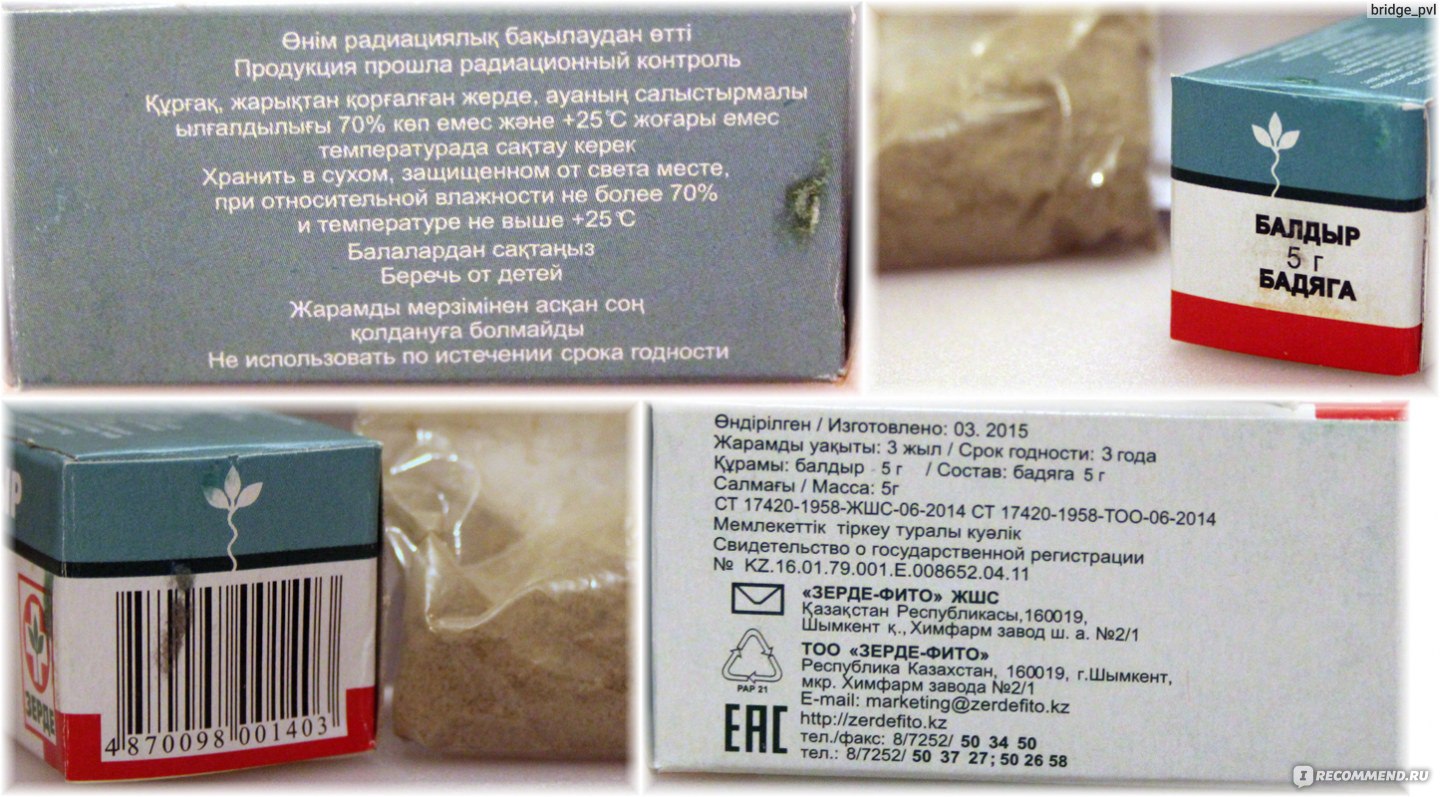 bridge_pvl
Өнім радиациялық бақылаудан өтті
Продукция прошла радиационный контроль
Құрғақ, жарықтан қорғалған жерде, ауаның салыстырмалы
ылғалдылығы 70% көп емес және +25°C жоғары емес
температурада сақтау керек
Хранить в сухом, защищенном от света месте,
при относительной влажности не более 70%
и температуре не выше +25°C
Балалардан сақтаңыз
Беречь от детей
Жарамды мерзімінен асқан соң
қолдануға болмайды
Не использовать по истечении срока годности
БАЛДЫР
5 г
БАДЯГА
ЗЕРДЕ
4 870098 001403
Өндірілген / Изготовлено: 03. 2015
Жарамды уақыты: 3 жыл / Срок годности: 3 года
Құрамы: балдыр - 5 г / Состав: бадяга 5 г
Салмағы / Масса: 5г
СТ 17420-1958-ЖШС-06-2014 СТ 17420-1958-ТОО-06-2014
Мемлекеттік тіркеу туралы куәлік
Свидетельство о государственной регистрации
№ KZ.16.01.79.001.E.008652.04.11
«ЗЕРДЕ-ФИТО» ЖШС
Қазақстан Республикасы,160019,
Шымкент қ., Химфарм завод ш. а. №2/1
ТОО «ЗЕРДЕ-ФИТО»
Республика Казахстан, 160019, г.Шымкент,
мкр. Химфарм завода №2/1
E-mail: marketing@zerdefito.kz
http://zerdefito.kz
тел./факс: 8/7252/ 50 34 50
тел.: 8/7252/ 50 37 27; 50 26 58
PAP 21
EAC
I RECOMMEND.RU